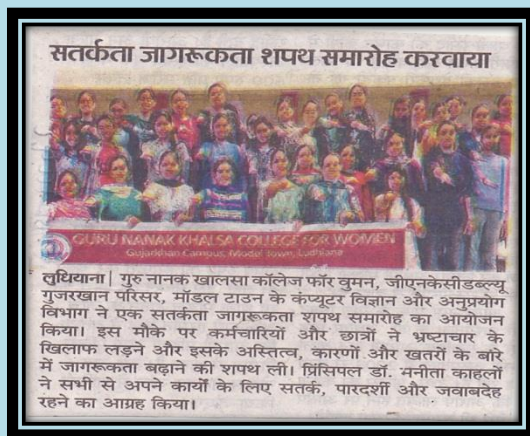 सतर्कता जागरूकता शपथ समारोह करवाया
GURU NANAK KHALSA COLLEGE FOR WOMEN
Gujarkhan Campus, Model Town, Ludhiana
लुधियाना| गुरु नानक खालसा कॉलेज फॉर वुमन, जीएनकेसीडब्ल्यू
गुजरखान परिसर, मॉडल टाउन के कंप्यूटर विज्ञान और अनुप्रयोग
विभाग ने एक सतर्कता जागरूकता शपथ समारोह का आयोजन
किया। इस मौके पर कर्मचारियों और छात्रों ने भ्रष्टाचार के
खिलाफ लड़ने और इसके अस्तित्व, कारणों और खतरों के बारे
में जागरूकता बढ़ाने की शपथ ली। प्रिंसिपल डॉ. मनीता काहलों
ने सभी से अपने कार्यों के लिए सतर्क, पारदर्शी और जवाबदेह
रहने का आग्रह किया।